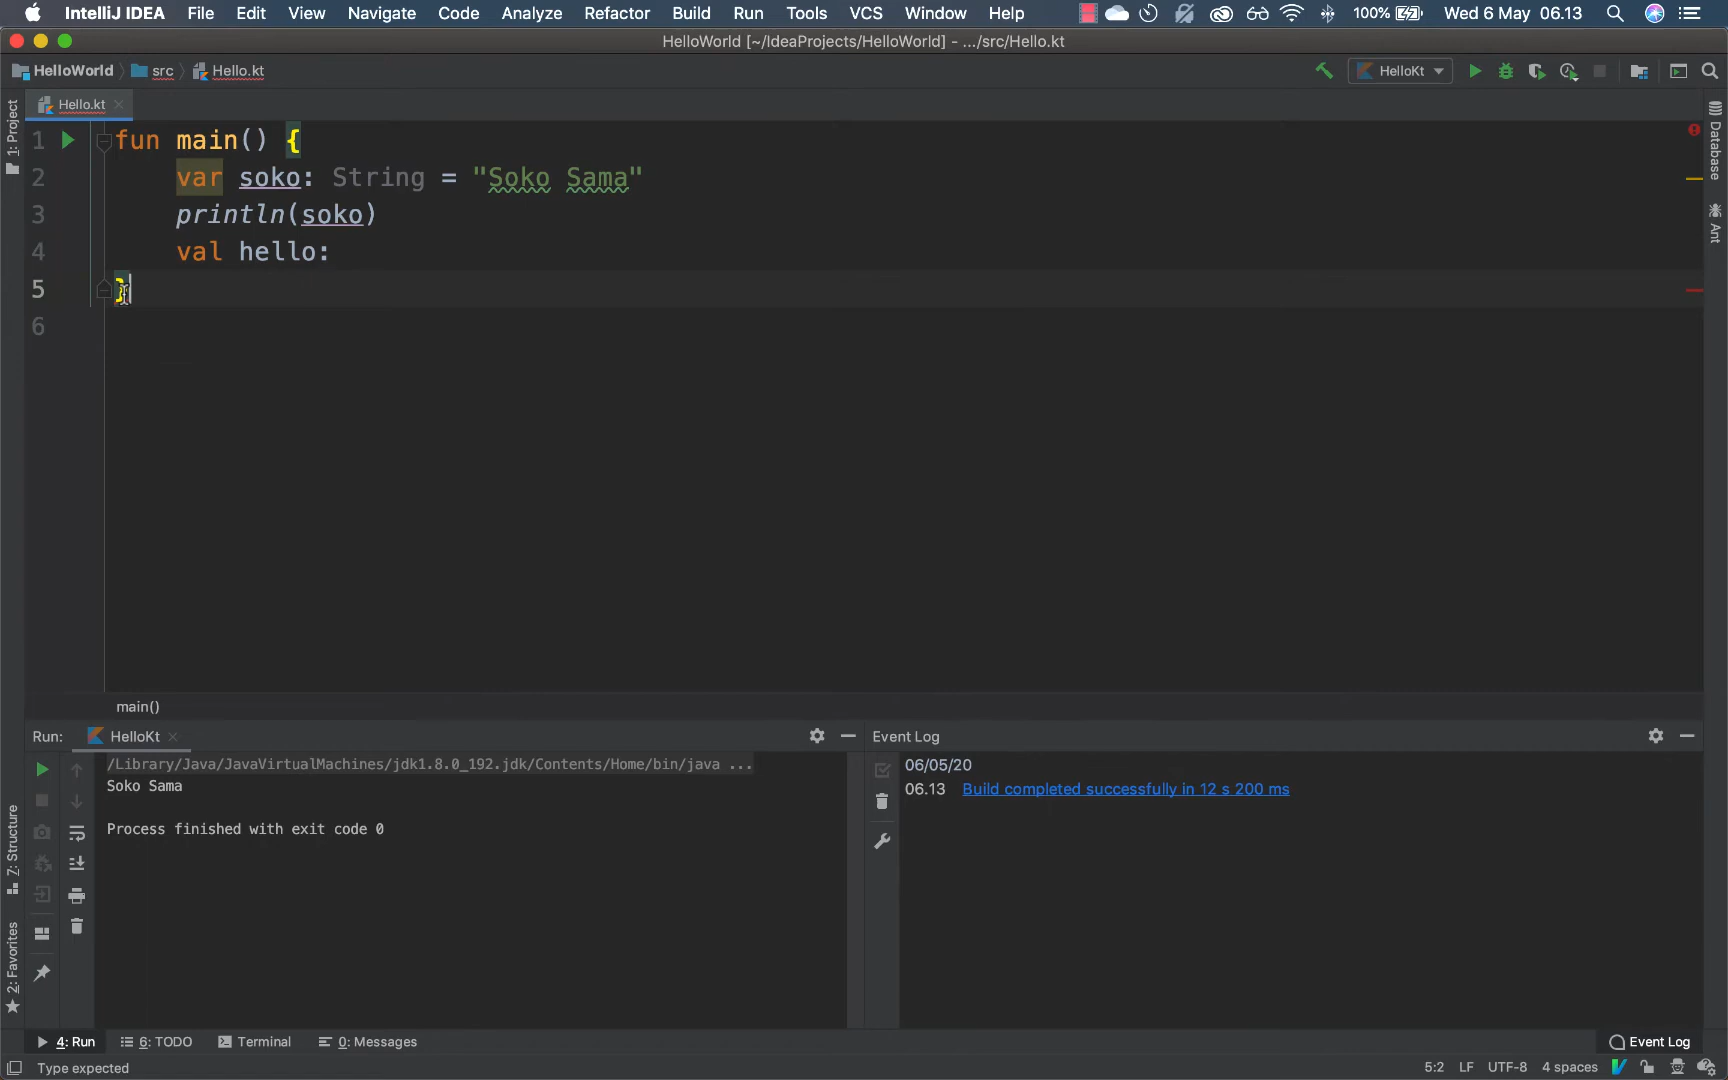 IntelliJ IDEA File Edit View Navigate Code Analyze Refactor Build Run Tools VCS Window Help 100% Wed 6 May 06.13
HelloWorld [~/IdeaProjects/HelloWorld] - .../src/Hello.kt
HelloWorld src Hello.kt HelloKt
Hello.kt
1: Project
Database
Ant
1 fun main() {
2 var soko: String = "Soko Sama"
3 println(soko)
4 val hello:
5 }
6
main()
Run: HelloKt
Event Log
/Library/Java/JavaVirtualMachines/jdk1.8.0_192.jdk/Contents/Home/bin/java ...
Soko Sama
Process finished with exit code 0
06/05/20
06.13 Build completed successfully in 12 s 200 ms
7: Structure
2: Favorites
4: Run 6: TODO Terminal 0: Messages Event Log
Type expected 5:2 LF UTF-8 4 spaces